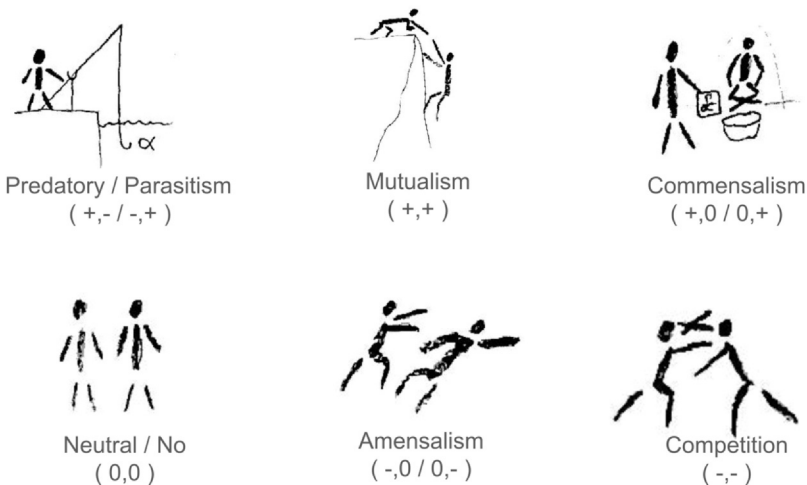 Predatory / Parasitism
( +,- / -,+ )
Mutualism
( +,+ )
Commensalism
( +,0 / 0,+ )
Neutral / No
( 0,0 )
Amensalism
( -,0 / 0,- )
Competition
( -,- )